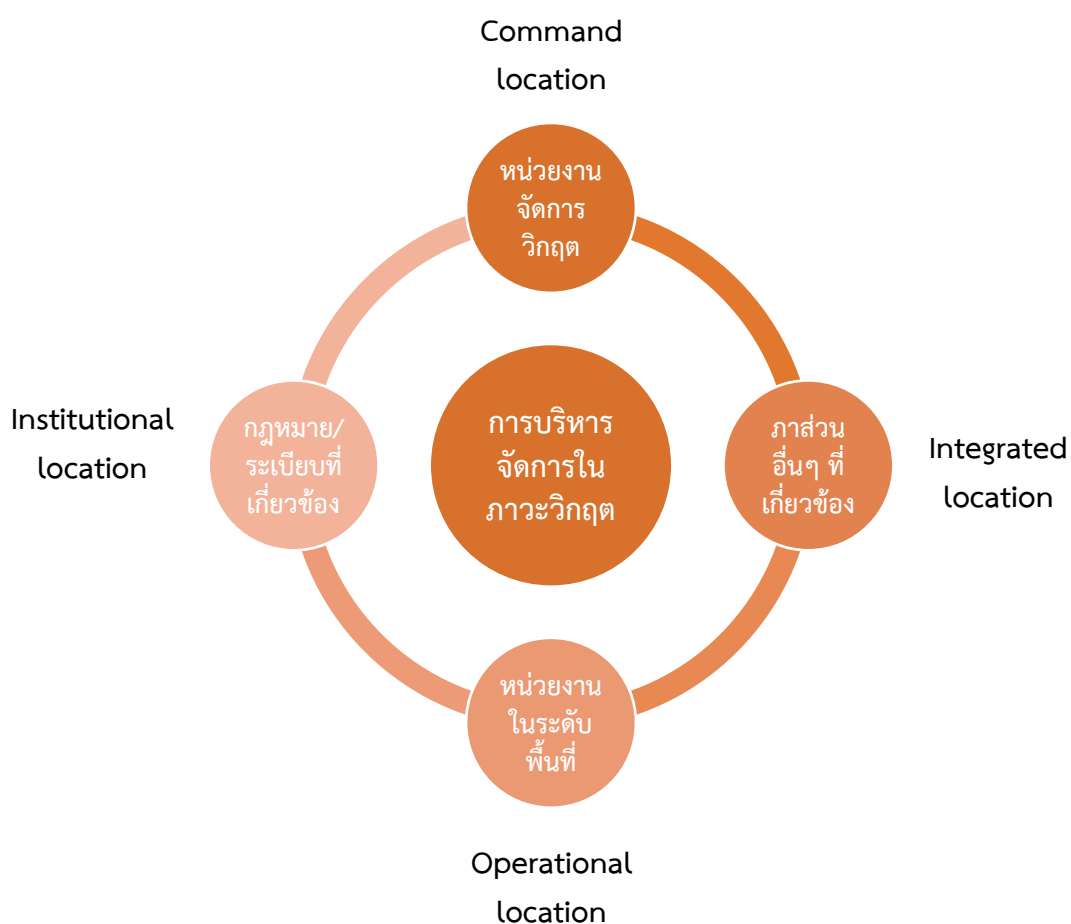 Command
location
หน่วยงาน
จัดการ
วิกฤต
Institutional
location
กฎหมาย/
ระเบียบที่
เกี่ยวข้อง
การบริหาร
จัดการใน
ภาวะวิกฤต
ภาส่วน
อื่นๆ ที่
เกี่ยวข้อง
Integrated
location
หน่วยงาน
ในระดับ
พื้นที่
Operational
location